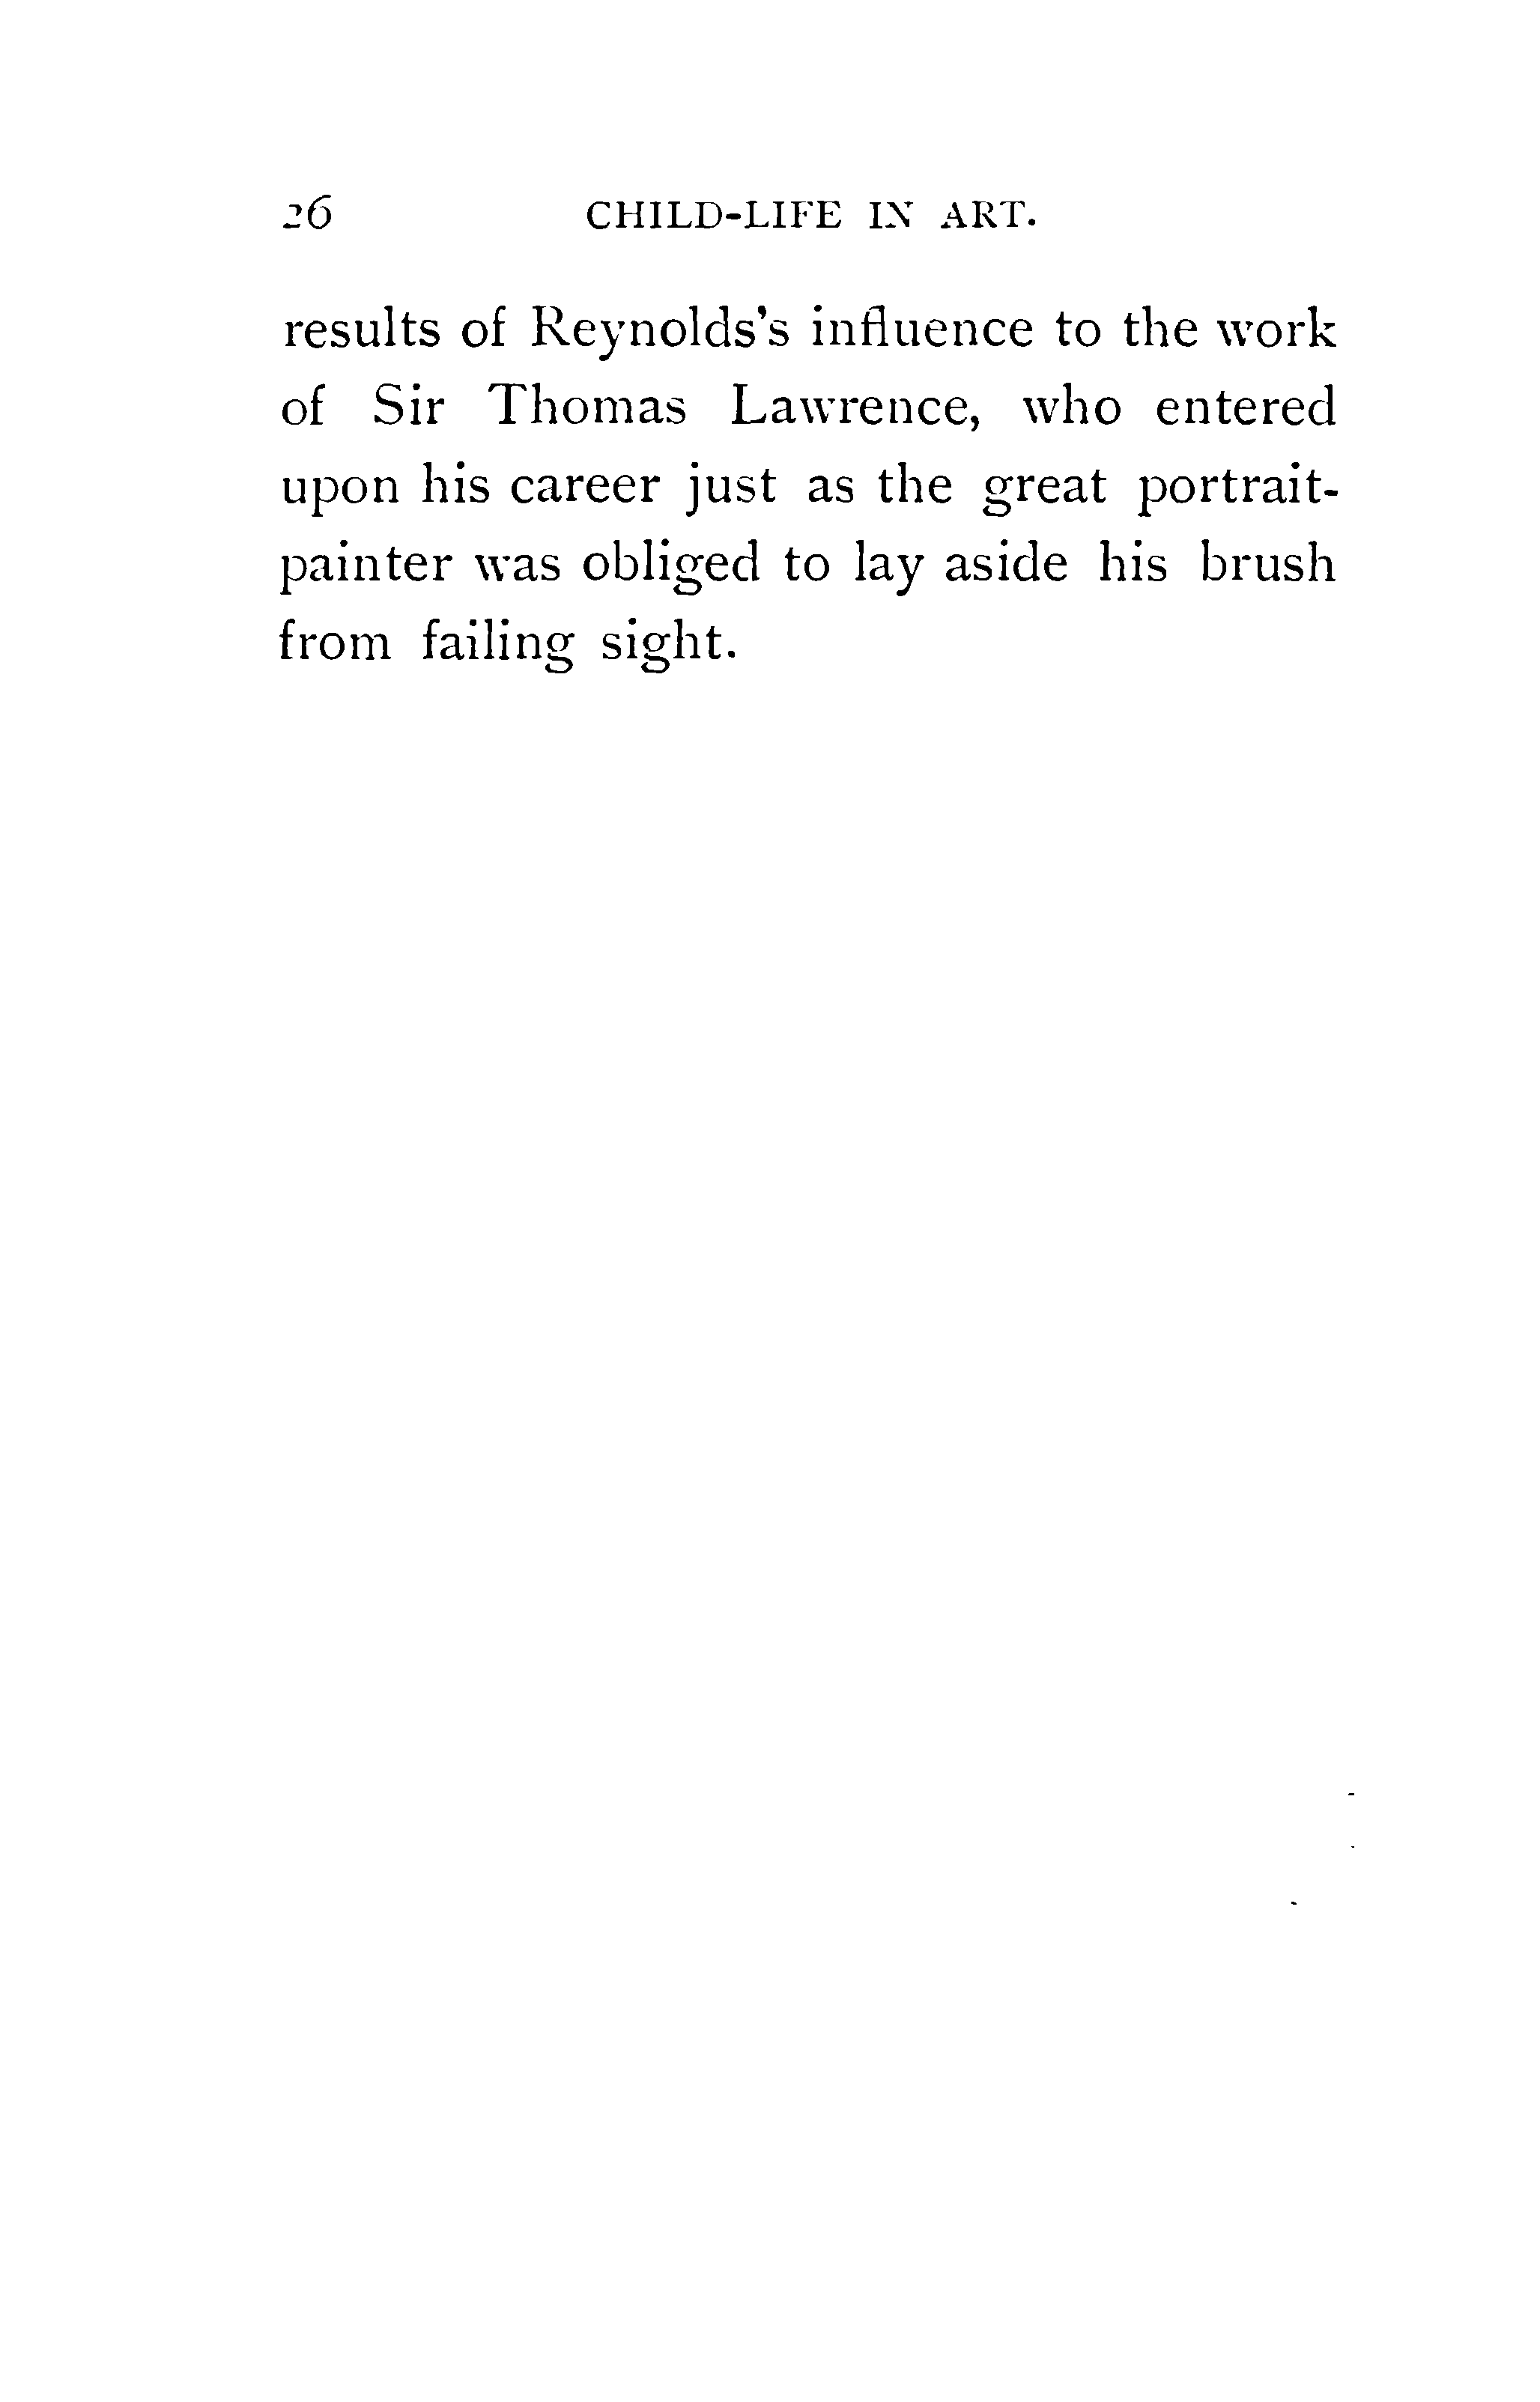 26 CHILD-LIFE IN ART.
results of Reynolds's influence to the work
of Sir Thomas Lawrence, who entered
upon his career just as the great portrait-
painter was obliged to lay aside his brush
from failing sight.